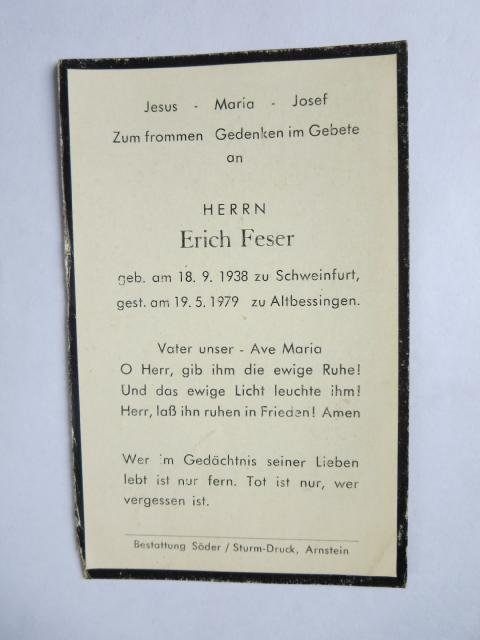 Jesus - Maria - Josef
Zum frommen Gedenken im Gebete
an
HERRN
Erich Feser
geb. am 18. 9. 1938 zu Schweinfurt,
gest. am 19. 5. 1979 zu Altbessingen.
Vater unser - Ave Maria
O Herr, gib ihm die ewige Ruhe!
Und das ewige Licht leuchte ihm!
Herr, laß ihn ruhen in Frieden! Amen
Wer im Gedächtnis seiner Lieben
lebt ist nur fern. Tot ist nur, wer
vergessen ist.
Bestattung Söder / Sturm-Druck, Arnstein